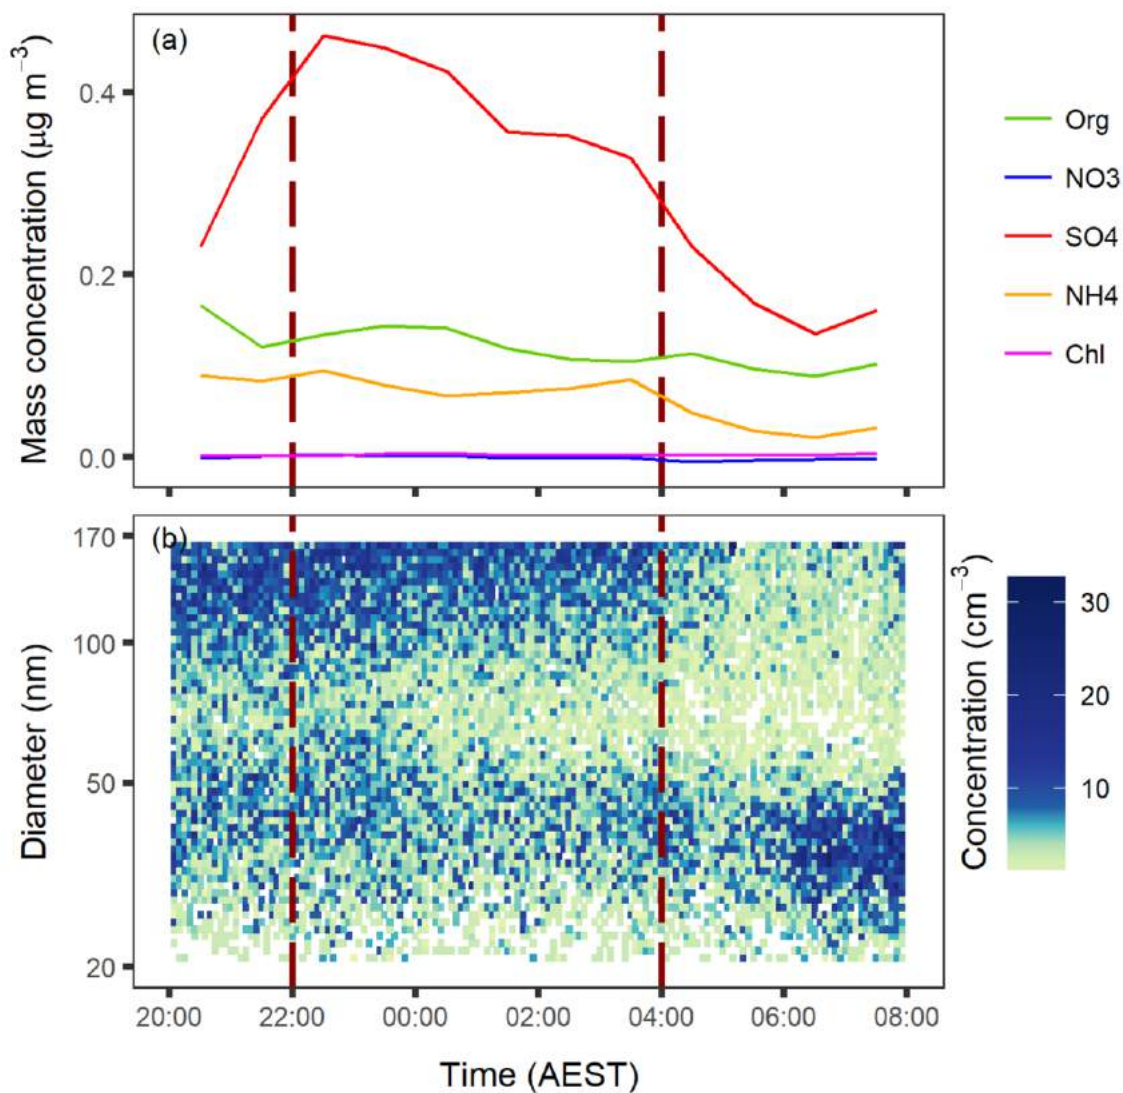 (a)
Mass concentration (μg m⁻³)
0.4
0.2
0.0
Org
NO3
SO4
NH4
Chl
(b)
Diameter (nm)
170
100
50
20
20:00 22:00 00:00 02:00 04:00 06:00 08:00
Time (AEST)
Concentration (cm⁻³)
30
20
10